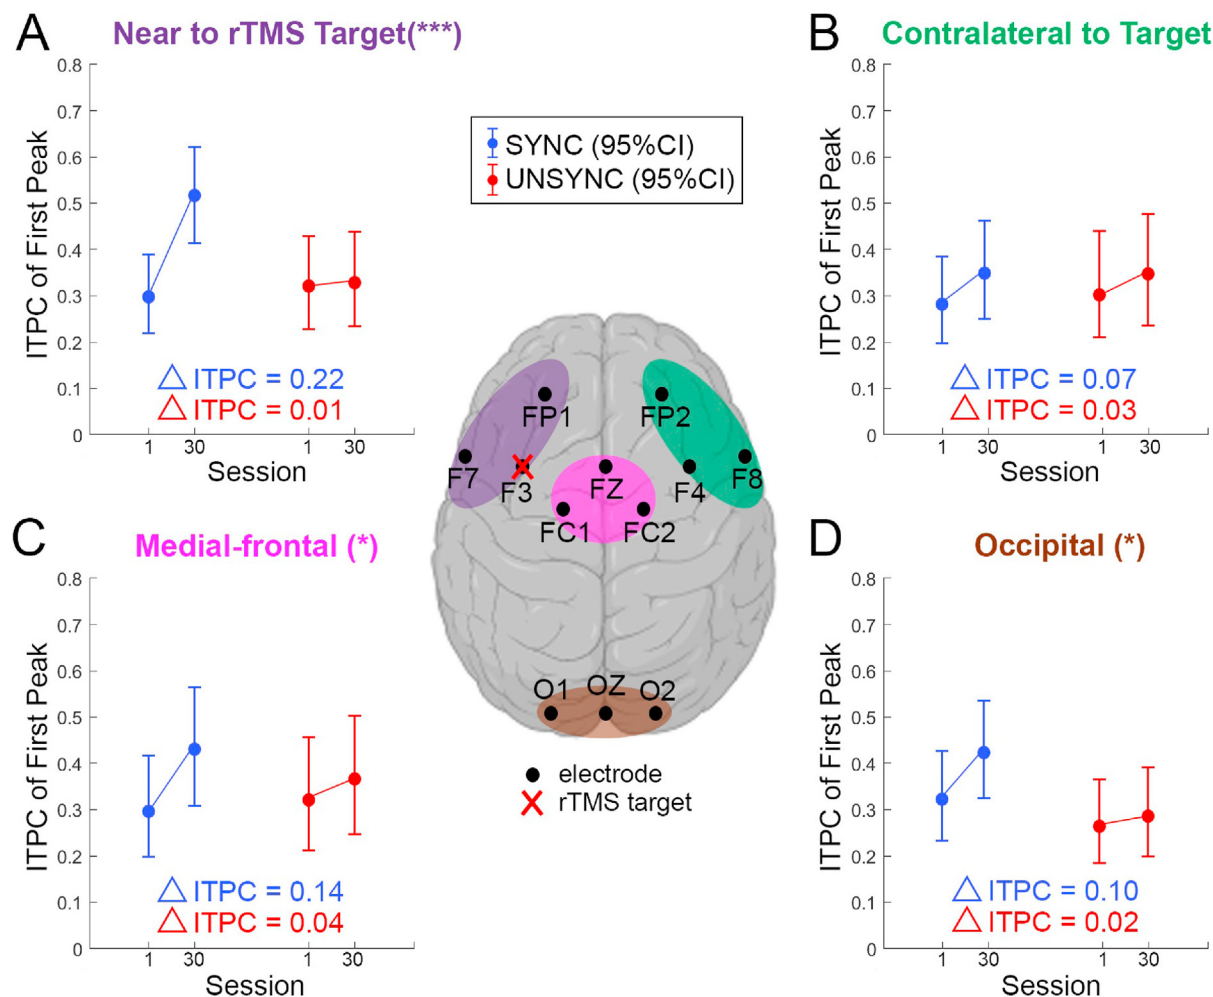 A
Near to rTMS Target(***)
ITPC of First Peak
0.8
0.7
0.6
0.5
0.4
0.3
0.2
0.1
0
△ ITPC = 0.22
△ ITPC = 0.01
1 30 1 30
Session
SYNC (95%CI)
UNSYNC (95%CI)
B
Contralateral to Target
ITPC of First Peak
0.8
0.7
0.6
0.5
0.4
0.3
0.2
0.1
0
△ ITPC = 0.07
△ ITPC = 0.03
1 30 1 30
Session
FP1 FP2
F7 F3 FZ F4 F8
FC1 FC2
O1 OZ O2
electrode
rTMS target
C
Medial-frontal (*)
ITPC of First Peak
0.8
0.7
0.6
0.5
0.4
0.3
0.2
0.1
0
△ ITPC = 0.14
△ ITPC = 0.04
1 30 1 30
Session
D
Occipital (*)
ITPC of First Peak
0.8
0.7
0.6
0.5
0.4
0.3
0.2
0.1
0
△ ITPC = 0.10
△ ITPC = 0.02
1 30 1 30
Session